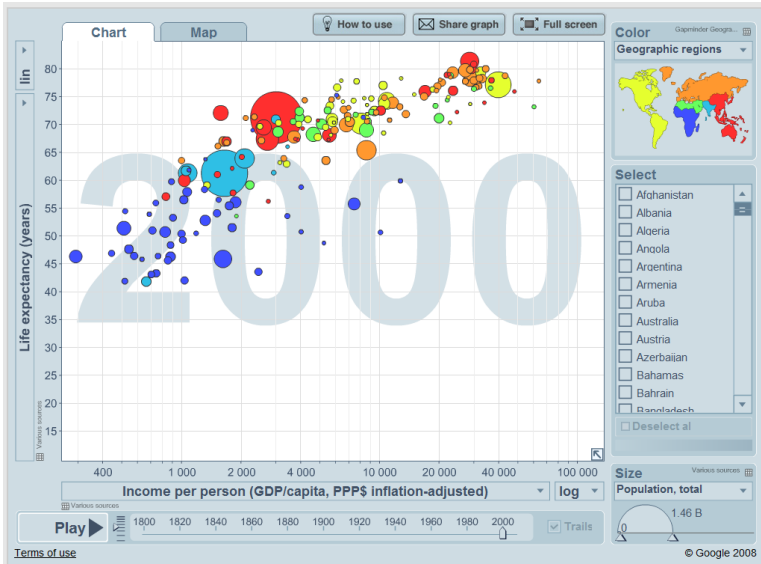 Chart
Map
How to use
Share graph
Full screen
lin
Life expectancy (years)
Various sources
80
75
70
65
60
55
50
45
40
35
30
25
20
15
2000
400
1 000
2 000
4 000
10 000
20 000
40 000
100 000
Income per person (GDP/capita, PPP$ inflation-adjusted)
log
Various sources
Play
1800
1820
1840
1860
1880
1900
1920
1940
1960
1980
2000
Trails
Terms of use
Color
Gapminder Geogra...
Geographic regions
Select
Afghanistan
Albania
Algeria
Angola
Argentina
Armenia
Aruba
Australia
Austria
Azerbaijan
Bahamas
Bahrain
Bangladesh
Deselect al
Size
Various sources
Population, total
1.46 B
0
© Google 2008